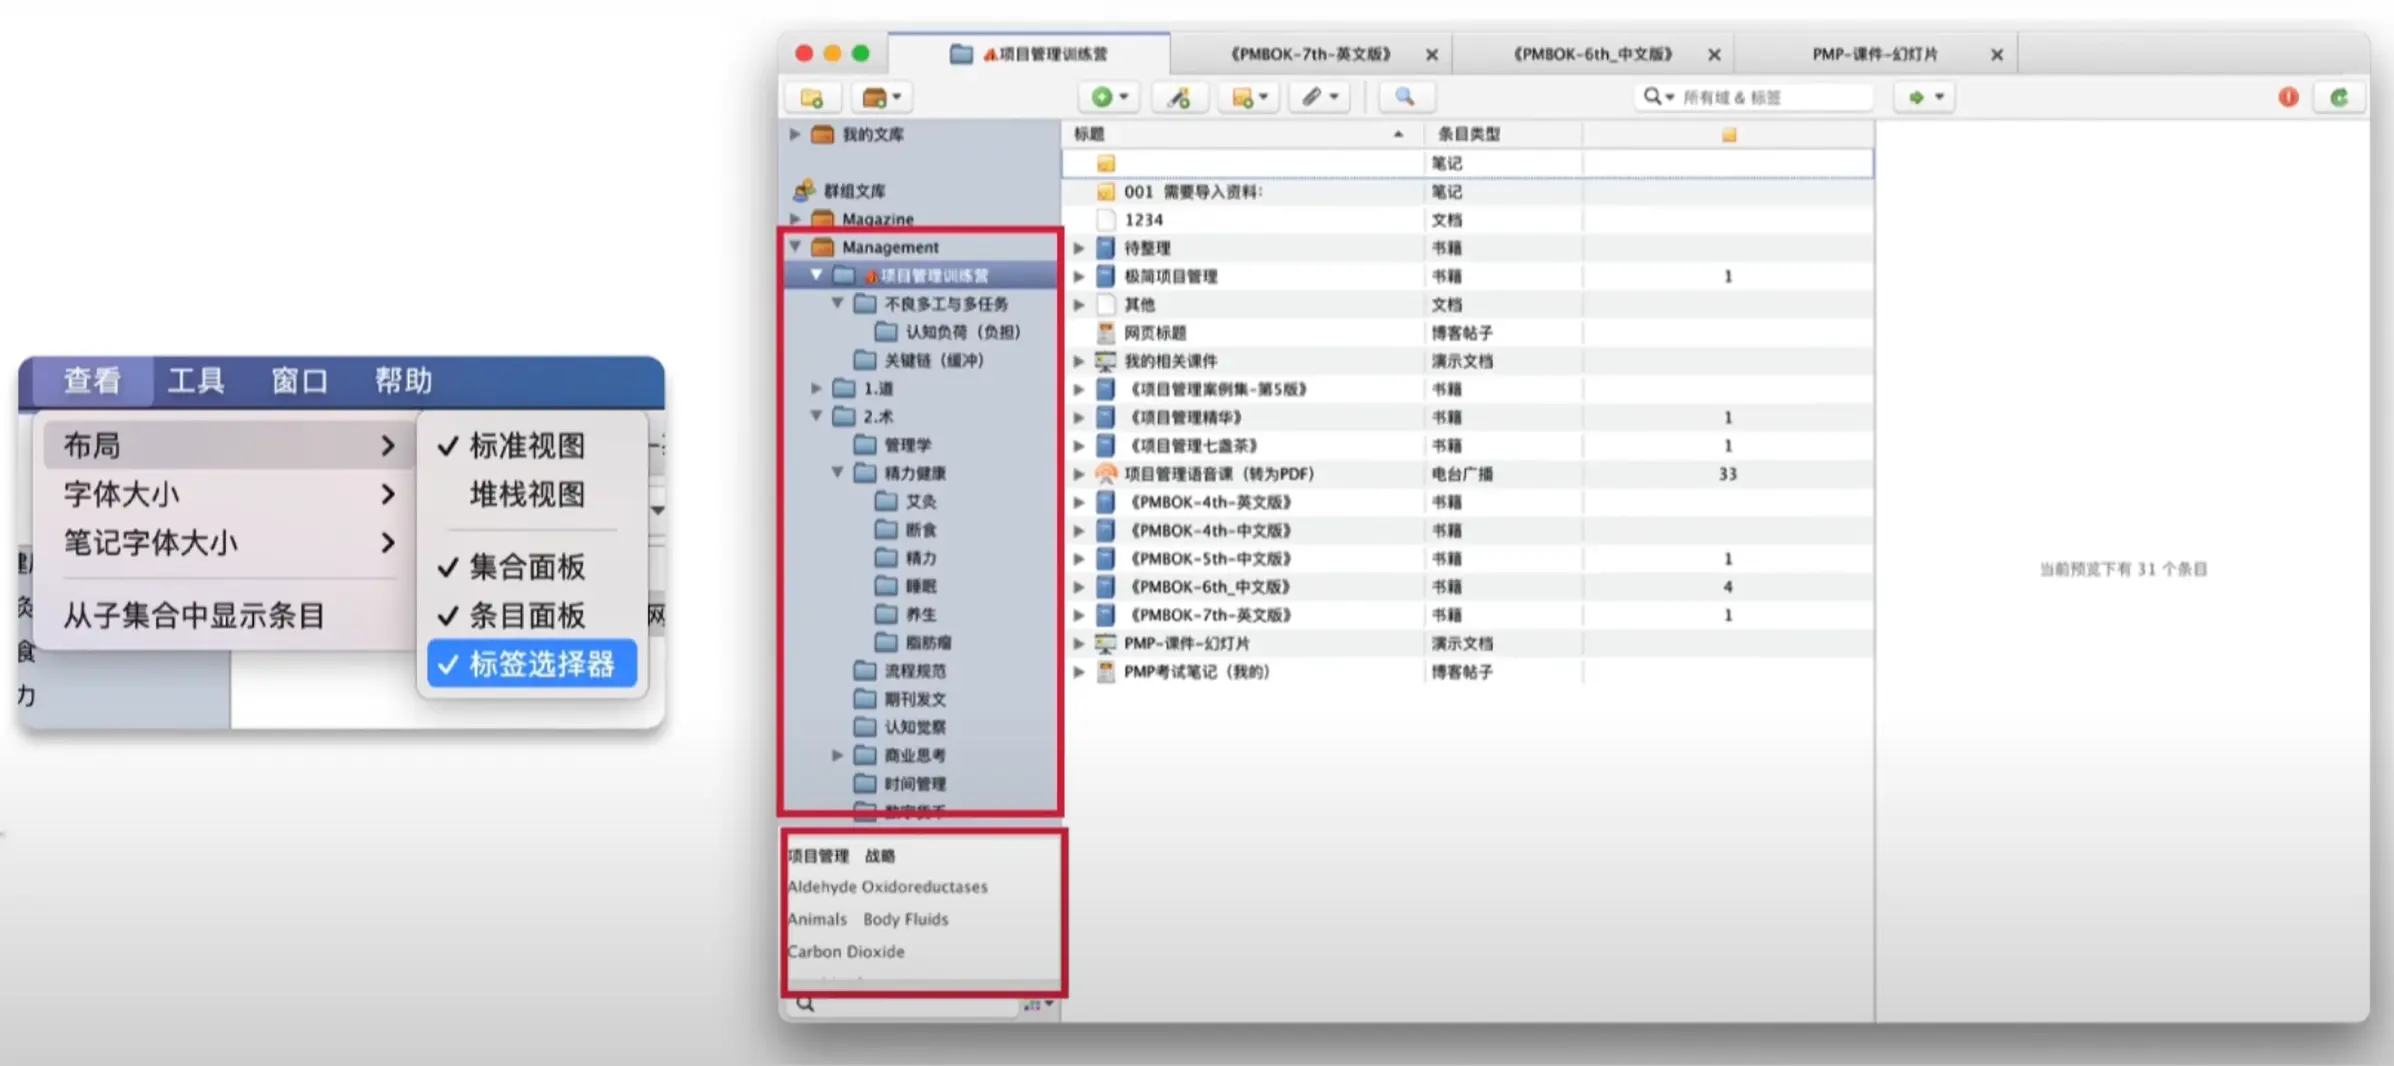 查看 工具 窗口 帮助
布局
字体大小
笔记字体大小
从子集合中显示条目
标准视图
堆栈视图
集合面板
条目面板
标签选择器
食
力
网
项目管理训练营 《PMBOK-7th-英文版》 《PMBOK-6th_中文版》 PMP-课件-幻灯片
所有域 & 标签
我的文库
群组文库
Magazine
Management
项目管理训练营
不良多工与多任务
认知负荷（负担）
关键链（缓冲）
1.道
2.术
管理学
精力健康
艾灸
断食
精力
睡眠
养生
脂肪瘤
流程规范
期刊发文
认知觉察
商业思考
时间管理
数字货币
项目管理 战略
Aldehyde Oxidoreductases
Animals Body Fluids
Carbon Dioxide
标题 条目类型
笔记
001 需要导入资料： 笔记
1234 文档
待整理 书籍
极简项目管理 书籍 1
其他 文档
网页标题 博客帖子
我的相关课件 演示文档
《项目管理案例集-第5版》 书籍
《项目管理精华》 书籍 1
《项目管理七盏茶》 书籍 1
项目管理语音课（转为PDF） 电台广播 33
《PMBOK-4th-英文版》 书籍
《PMBOK-4th-中文版》 书籍
《PMBOK-5th-中文版》 书籍 1
《PMBOK-6th_中文版》 书籍 4
《PMBOK-7th-英文版》 书籍 1
PMP-课件-幻灯片 演示文档
PMP考试笔记（我的） 博客帖子
当前预览下有 31 个条目